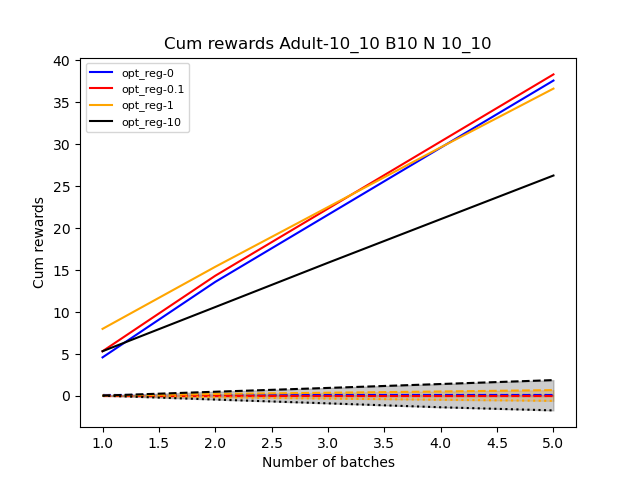 Cum rewards Adult-10_10 B10 N 10_10
opt_reg-0
opt_reg-0.1
opt_reg-1
opt_reg-10
Cum rewards
40
35
30
25
20
15
10
5
0
1.0 1.5 2.0 2.5 3.0 3.5 4.0 4.5 5.0
Number of batches